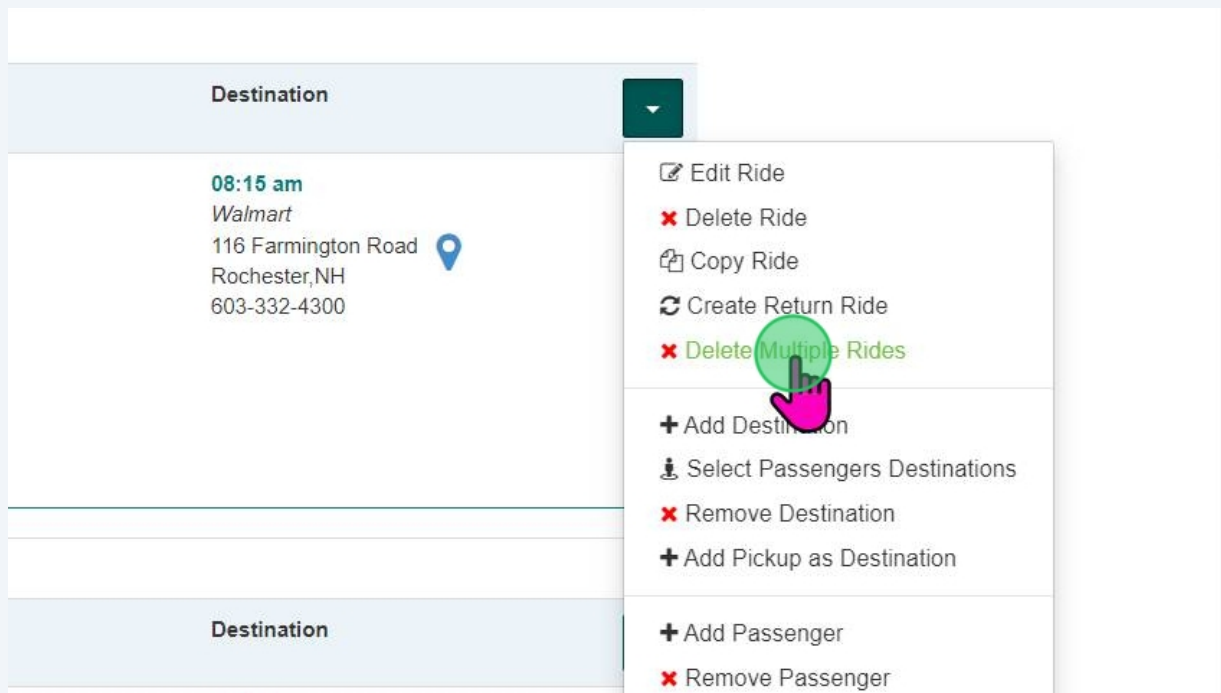 Destination
08:15 am
Walmart
116 Farmington Road
Rochester,NH
603-332-4300
Edit Ride
Delete Ride
Copy Ride
Create Return Ride
Delete Multiple Rides
Add Destination
Select Passengers Destinations
Remove Destination
Add Pickup as Destination
Destination
Add Passenger
Remove Passenger